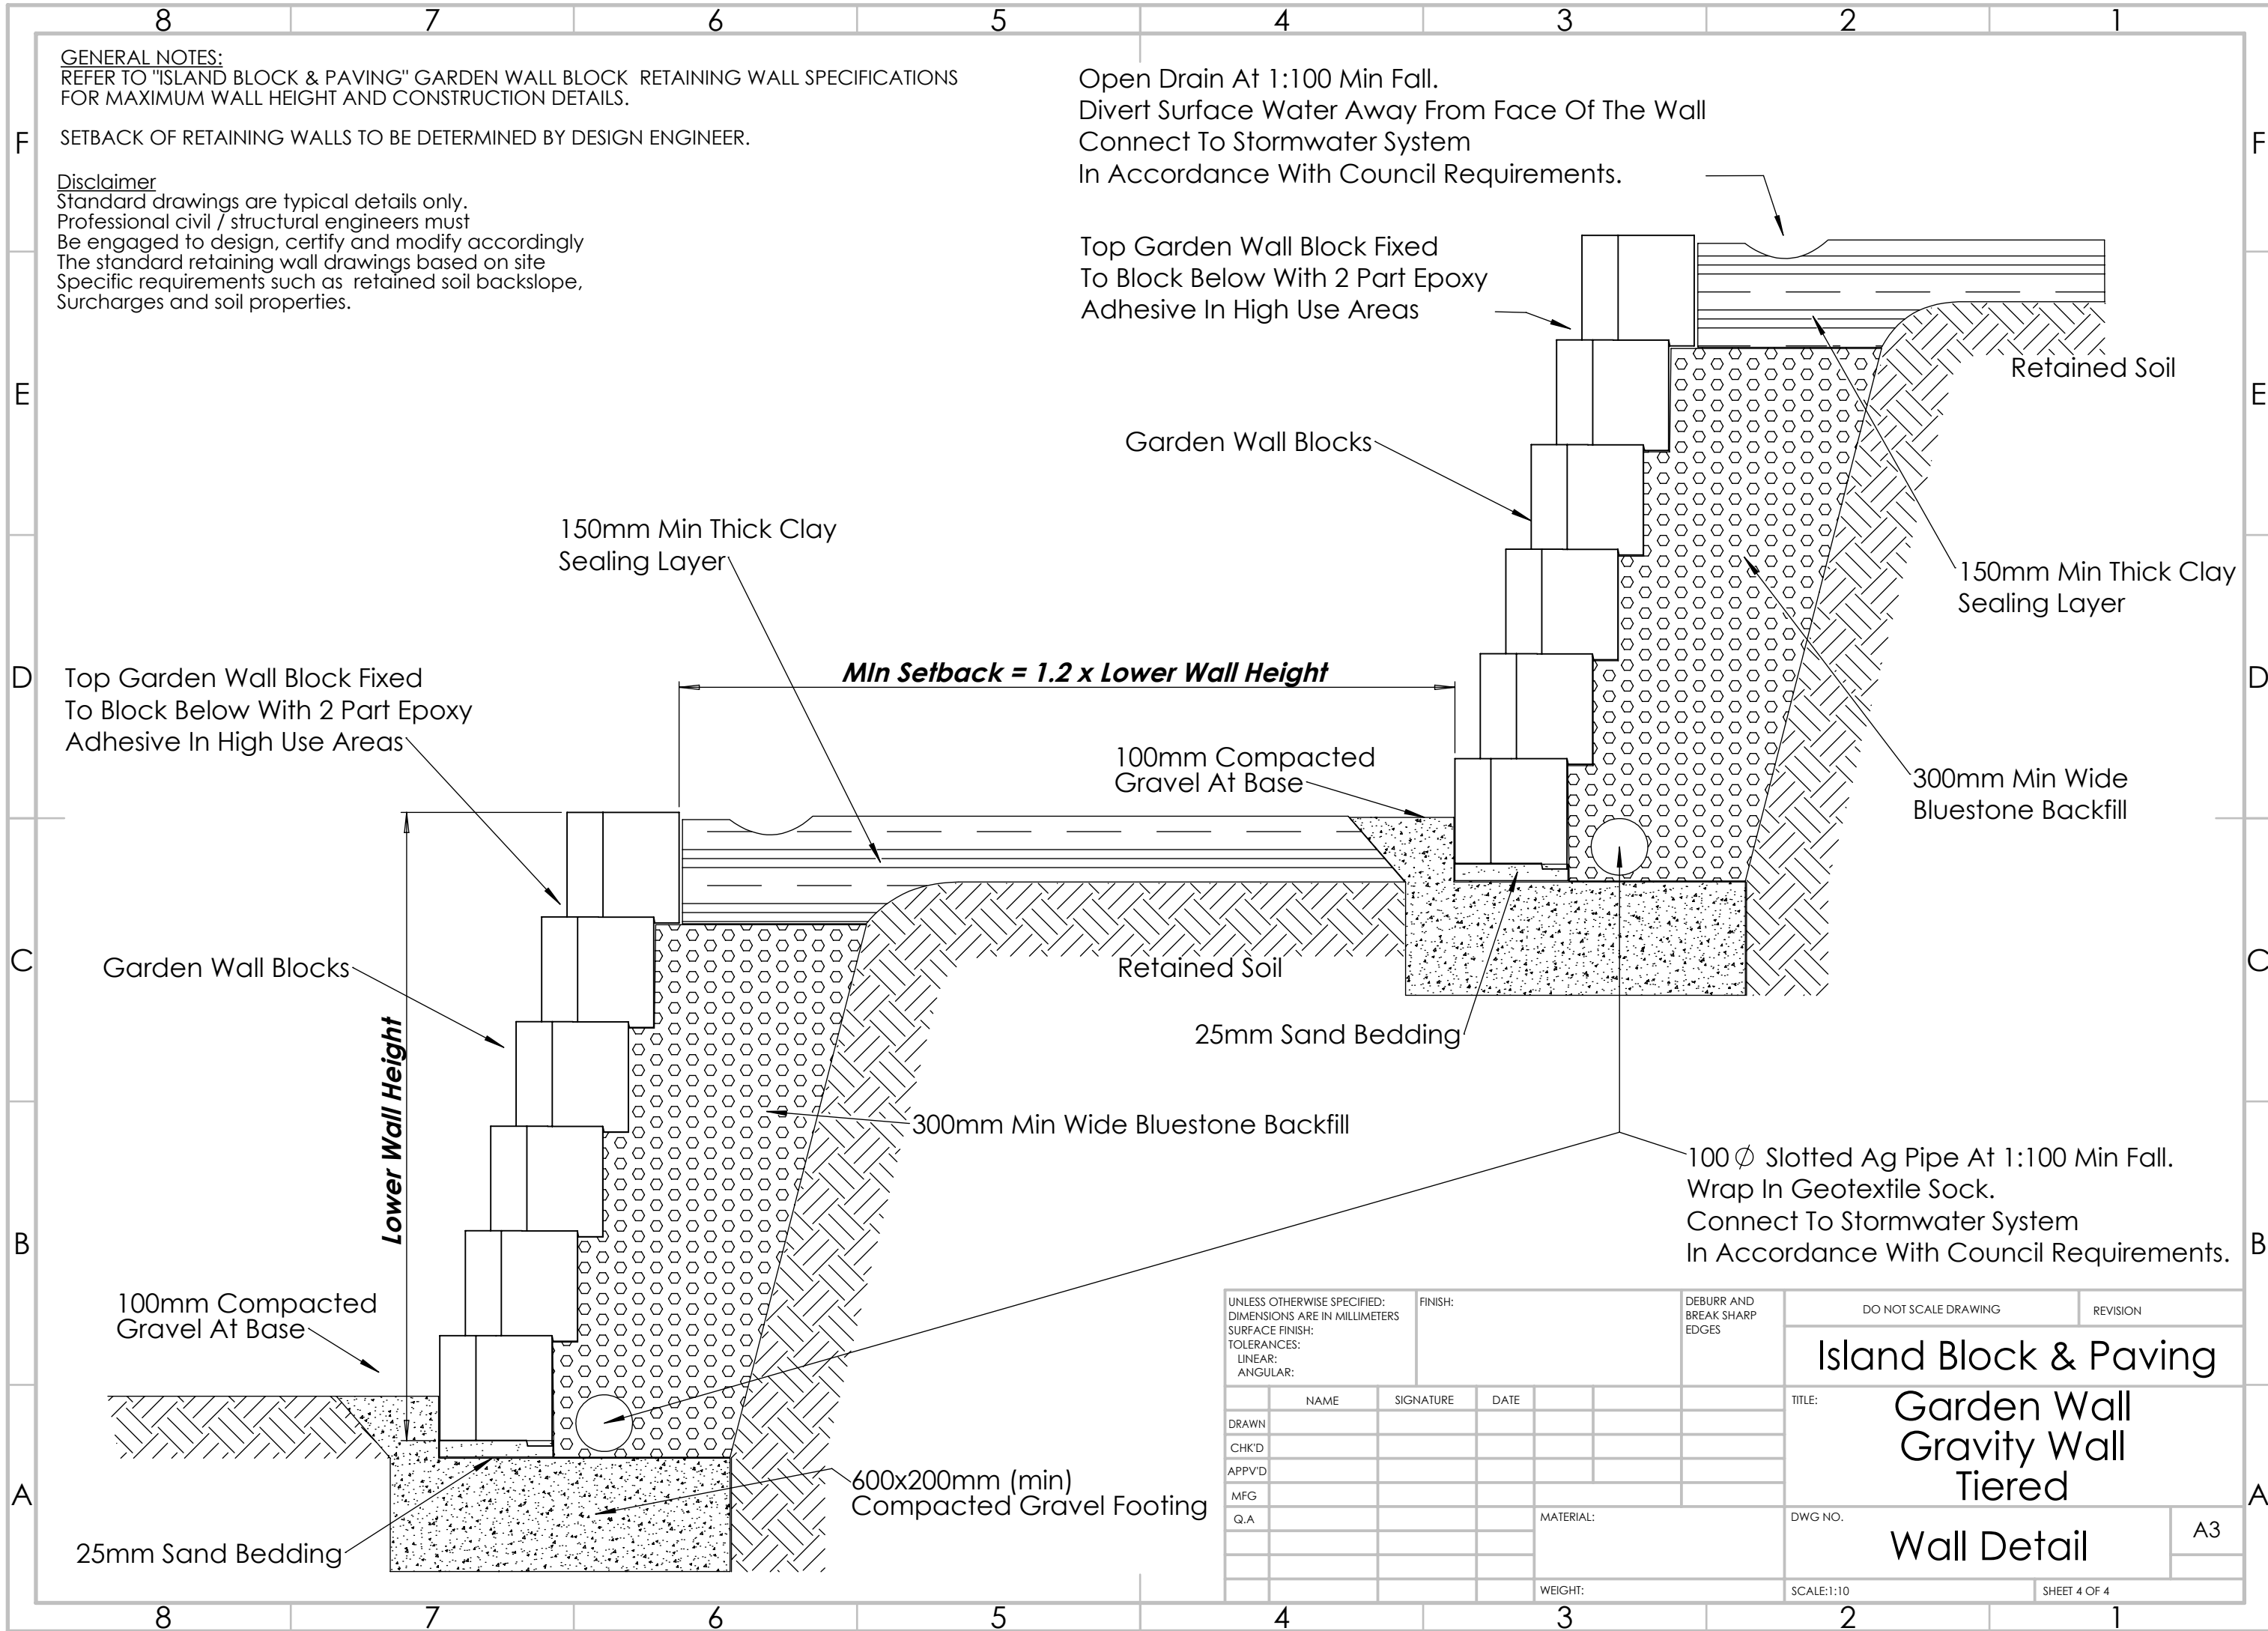 8 7 6 5 4 3 2 1
GENERAL NOTES:
REFER TO "ISLAND BLOCK & PAVING" GARDEN WALL BLOCK RETAINING WALL SPECIFICATIONS
FOR MAXIMUM WALL HEIGHT AND CONSTRUCTION DETAILS.
SETBACK OF RETAINING WALLS TO BE DETERMINED BY DESIGN ENGINEER.
Disclaimer
Standard drawings are typical details only.
Professional civil / structural engineers must
Be engaged to design, certify and modify accordingly
The standard retaining wall drawings based on site
Specific requirements such as retained soil backslope,
Surcharges and soil properties.
Open Drain At 1:100 Min Fall.
Divert Surface Water Away From Face Of The Wall
Connect To Stormwater System
In Accordance With Council Requirements.
F F
Top Garden Wall Block Fixed
To Block Below With 2 Part Epoxy
Adhesive In High Use Areas
Retained Soil
E E
Garden Wall Blocks
150mm Min Thick Clay
Sealing Layer
150mm Min Thick Clay
Sealing Layer
D D
MIn Setback = 1.2 x Lower Wall Height
Top Garden Wall Block Fixed
To Block Below With 2 Part Epoxy
Adhesive In High Use Areas
100mm Compacted
Gravel At Base
300mm Min Wide
Bluestone Backfill
C C
Garden Wall Blocks
Retained Soil
25mm Sand Bedding
Lower Wall Height
300mm Min Wide Bluestone Backfill
100 Ø Slotted Ag Pipe At 1:100 Min Fall.
Wrap In Geotextile Sock.
Connect To Stormwater System
In Accordance With Council Requirements.
B B
100mm Compacted
Gravel At Base
600x200mm (min)
Compacted Gravel Footing
25mm Sand Bedding
A A
UNLESS OTHERWISE SPECIFIED:
DIMENSIONS ARE IN MILLIMETERS
SURFACE FINISH:
TOLERANCES:
LINEAR:
ANGULAR:
FINISH:
DEBURR AND
BREAK SHARP
EDGES
DO NOT SCALE DRAWING
REVISION
Island Block & Paving
NAME SIGNATURE DATE
DRAWN
CHK'D
APPV'D
MFG
Q.A
TITLE:
Garden Wall
Gravity Wall
Tiered
MATERIAL:
DWG NO.
Wall Detail
A3
WEIGHT:
SCALE:1:10
SHEET 4 OF 4
8 7 6 5 4 3 2 1